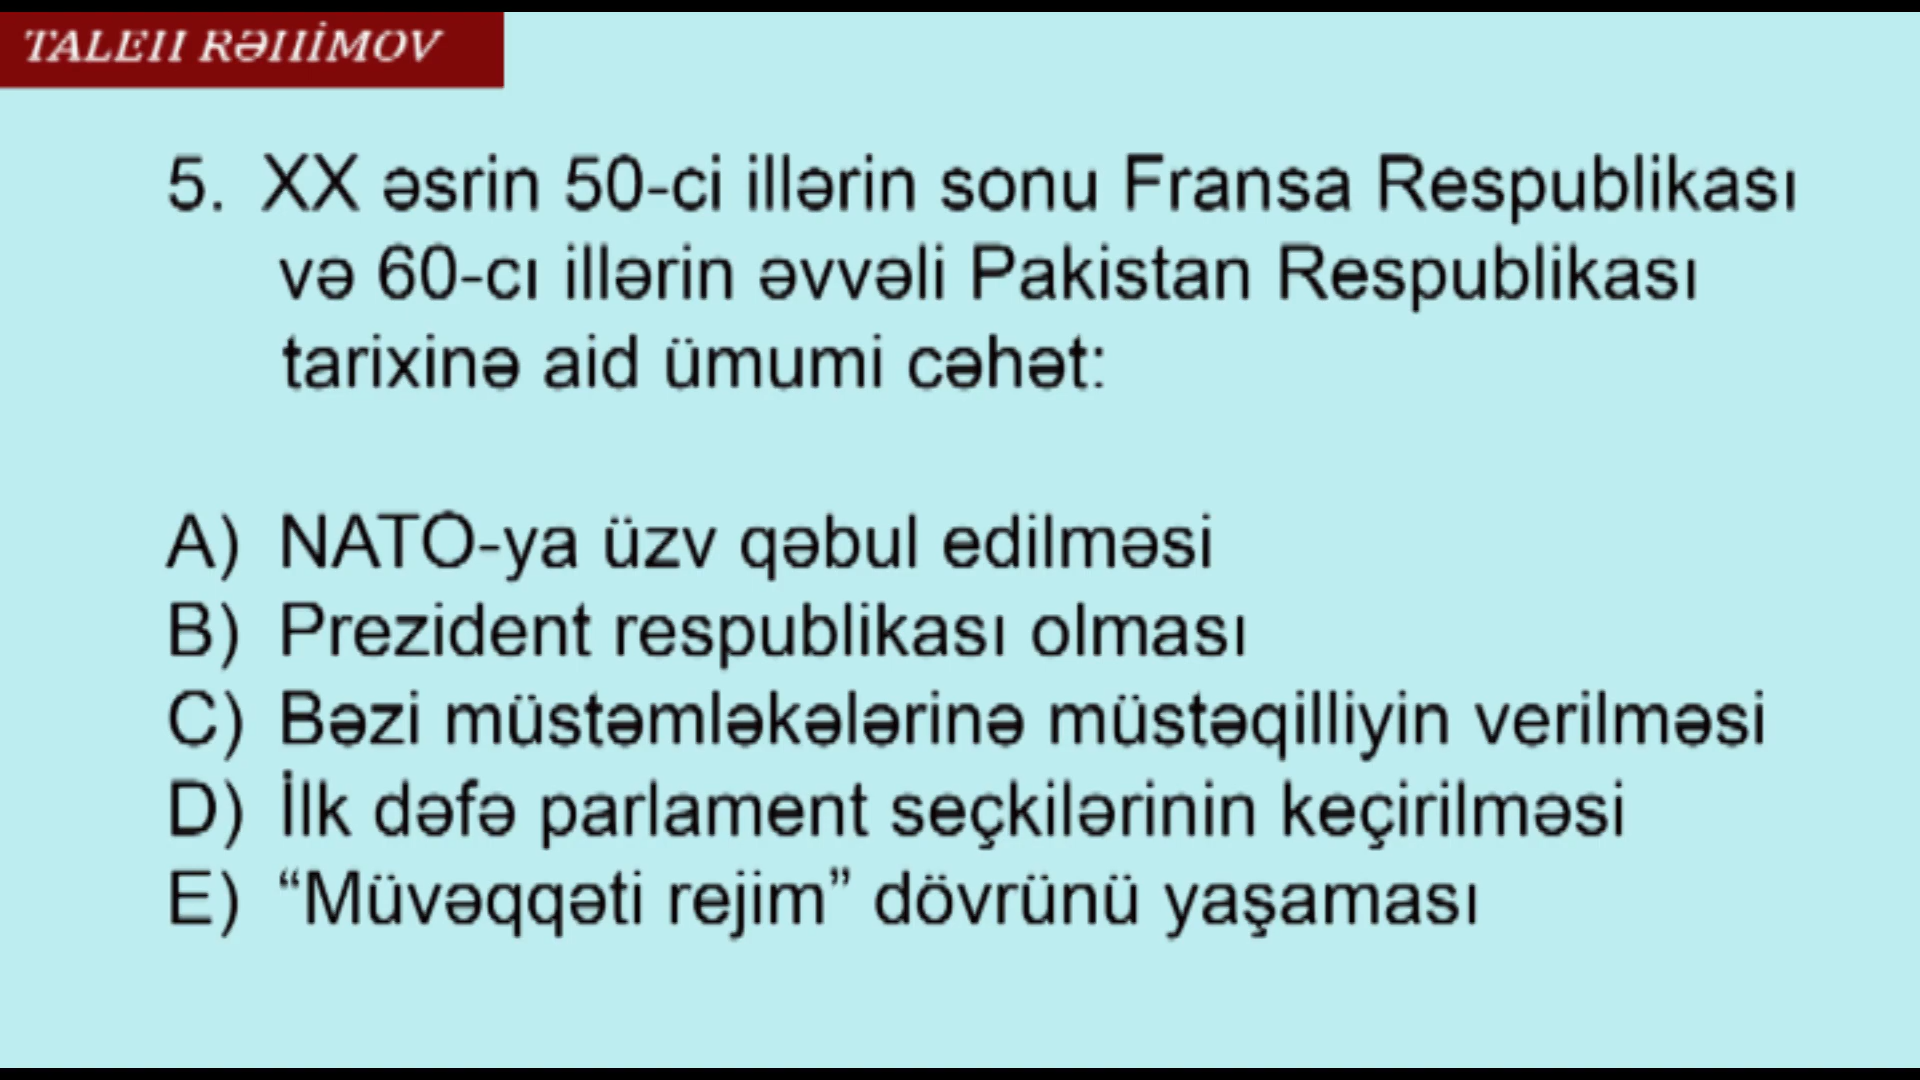 TALEH RƏHİMOV
5. XX əsrin 50-ci illərin sonu Fransa Respublikası
və 60-cı illərin əvvəli Pakistan Respublikası
tarixinə aid ümumi cəhət:
A) NATO-ya üzv qəbul edilməsi
B) Prezident respublikası olması
C) Bəzi müstəmləkələrinə müstəqilliyin verilməsi
D) İlk dəfə parlament seçkilərinin keçirilməsi
E) “Müvəqqəti rejim” dövrünü yaşaması